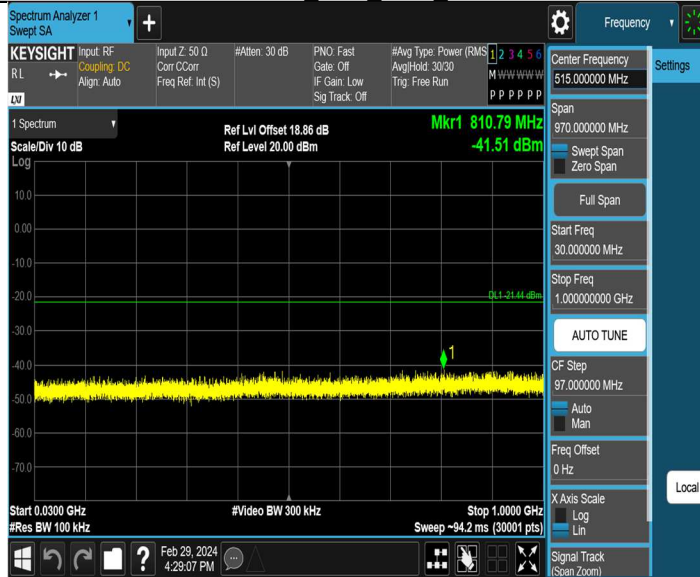 Spectrum Analyzer 1
Swept SA
Frequency
KEYSIGHT
RL
LXI
Input: RF
Coupling: DC
Align: Auto
Input Z: 50 Ω
Corr CCorr
Freq Ref: Int (S)
#Atten: 30 dB
PNO: Fast
Gate: Off
IF Gain: Low
Sig Track: Off
#Avg Type: Power (RMS
Avg|Hold: 30/30
Trig: Free Run
1 2 3 4 5 6
M W W W W W
P P P P P P
Center Frequency
515.000000 MHz
Settings
1 Spectrum
Scale/Div 10 dB
Ref Lvl Offset 18.86 dB
Ref Level 20.00 dBm
Mkr1 810.79 MHz
-41.51 dBm
Span
970.000000 MHz
Swept Span
Zero Span
Full Span
Start Freq
30.000000 MHz
Stop Freq
1.000000000 GHz
AUTO TUNE
CF Step
97.000000 MHz
Auto
Man
Freq Offset
0 Hz
X Axis Scale
Log
Lin
Signal Track
(Span Zoom)
Local
Log
10.0
0.00
-10.0
-20.0
DL1 -21.44 dBm
-30.0
1
-40.0
-50.0
-60.0
-70.0
Start 0.0300 GHz
#Res BW 100 kHz
#Video BW 300 kHz
Stop 1.0000 GHz
Sweep ~94.2 ms (30001 pts)
?
Feb 29, 2024
4:29:07 PM